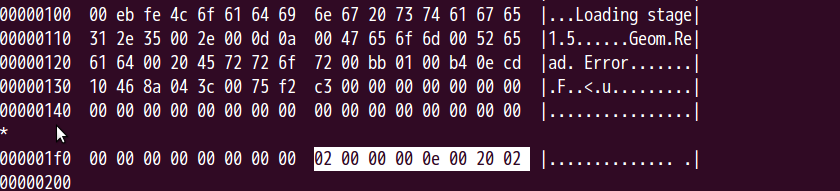 00000100  00 eb fe 4c 6f 61 64 69  6e 67 20 73 74 61 67 65  |...Loading stage|
00000110  31 2e 35 00 2e 00 0d 0a  00 47 65 6f 6d 00 52 65  |1.5......Geom.Re|
00000120  61 64 00 20 45 72 72 6f  72 00 bb 01 00 b4 0e cd  |ad. Error.......|
00000130  10 46 8a 04 3c 00 75 f2  c3 00 00 00 00 00 00 00  |.F..<.u.........|
00000140  00 00 00 00 00 00 00 00  00 00 00 00 00 00 00 00  |................|
*
000001f0  00 00 00 00 00 00 00 00  02 00 00 00 0e 00 20 02  |.............. .|
00000200